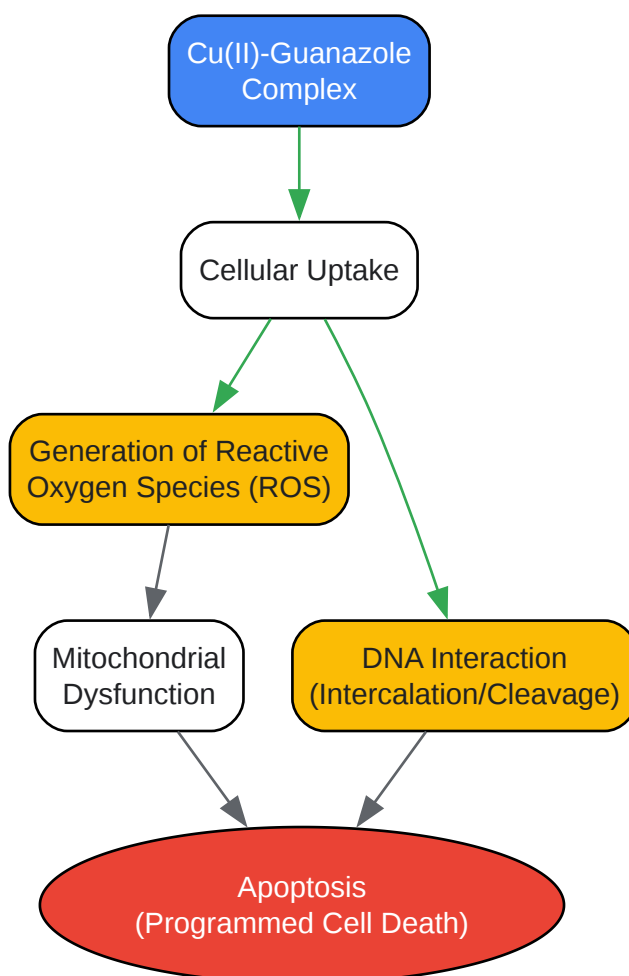 Cu(II)-Guanazole
Complex
Cellular Uptake
Generation of Reactive
Oxygen Species (ROS)
Mitochondrial
Dysfunction
DNA Interaction
(Intercalation/Cleavage)
Apoptosis
(Programmed Cell Death)